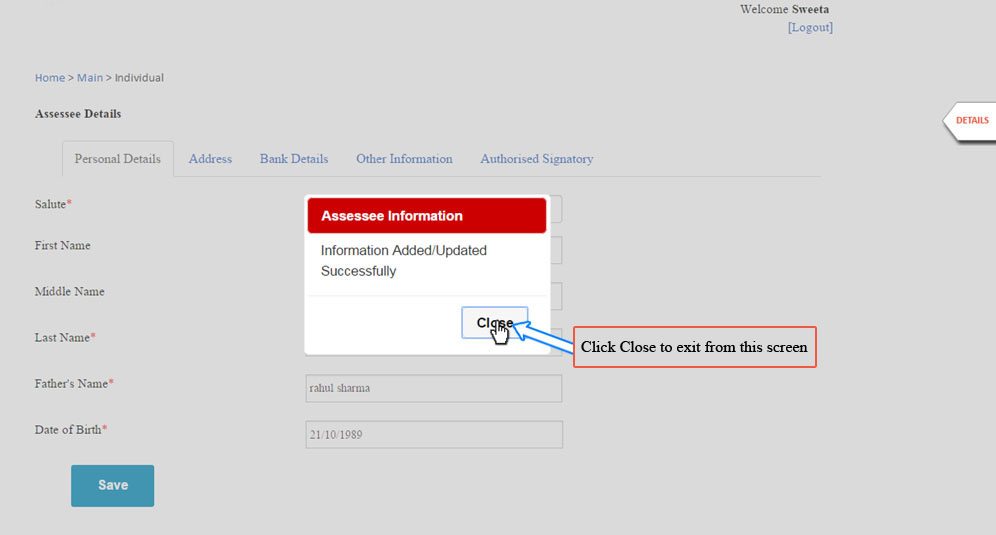 Welcome Sweeta
[Logout]
Home > Main > Individual
Assessee Details
DETAILS
Personal Details Address Bank Details Other Information Authorised Signatory
Salute*
Assessee Information
First Name
Information Added/Updated
Successfully
Middle Name
Close
Last Name*
Click Close to exit from this screen
Father's Name*
rahul sharma
Date of Birth*
21/10/1989
Save